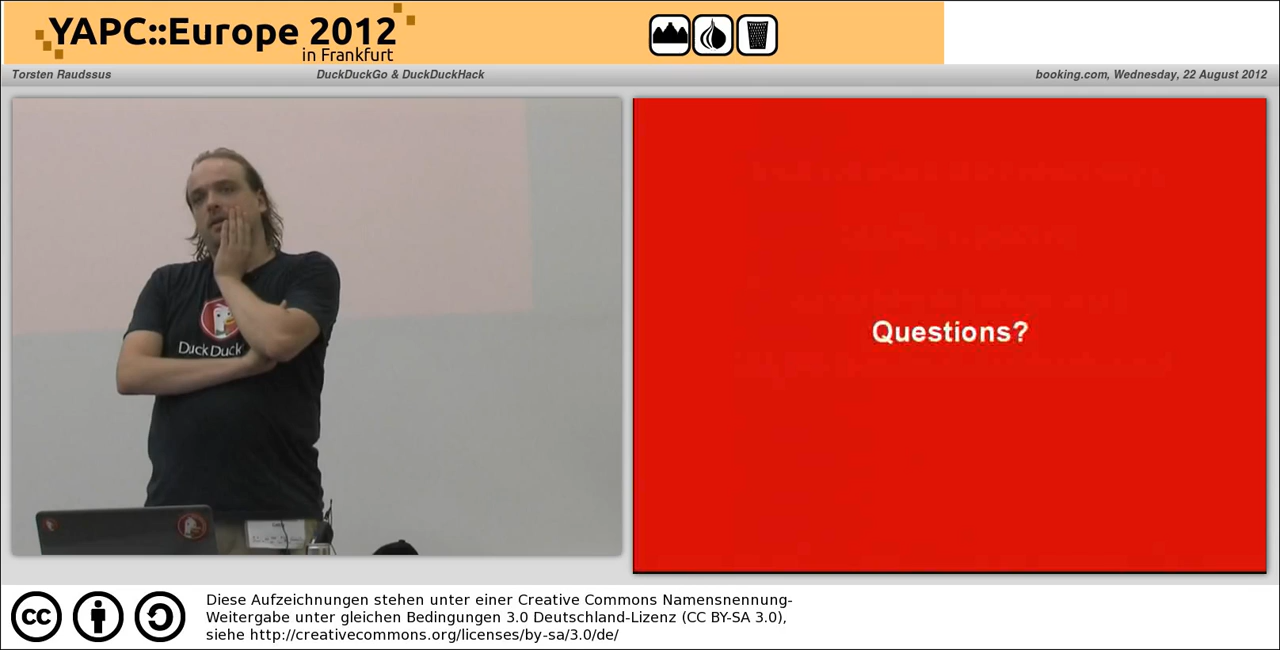 YAPC::Europe 2012
in Frankfurt
Torsten Raudssus
DuckDuckGo & DuckDuckHack
booking.com, Wednesday, 22 August 2012
DuckDuck
Questions?
cc
Diese Aufzeichnungen stehen unter einer Creative Commons Namensnennung-
Weitergabe unter gleichen Bedingungen 3.0 Deutschland-Lizenz (CC BY-SA 3.0),
siehe http://creativecommons.org/licenses/by-sa/3.0/de/